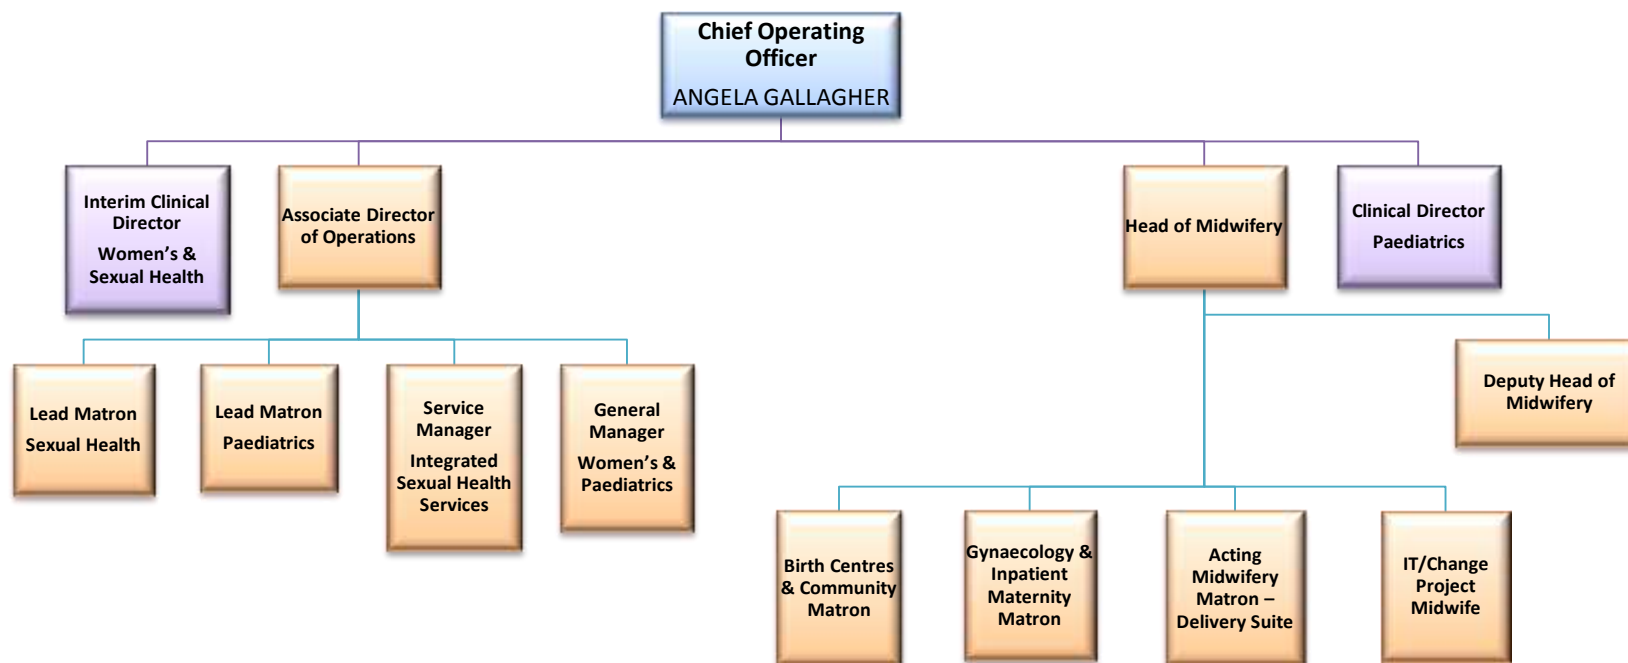 Chief Operating
Officer
ANGELA GALLAGHER
Interim Clinical
Director
Women’s &
Sexual Health
Associate Director
of Operations
Head of Midwifery
Clinical Director
Paediatrics
Lead Matron
Sexual Health
Lead Matron
Paediatrics
Service
Manager
Integrated
Sexual Health
Services
General
Manager
Women’s &
Paediatrics
Deputy Head of
Midwifery
Birth Centres
& Community
Matron
Gynaecology &
Inpatient
Maternity
Matron
Acting
Midwifery
Matron –
Delivery Suite
IT/Change
Project
Midwife